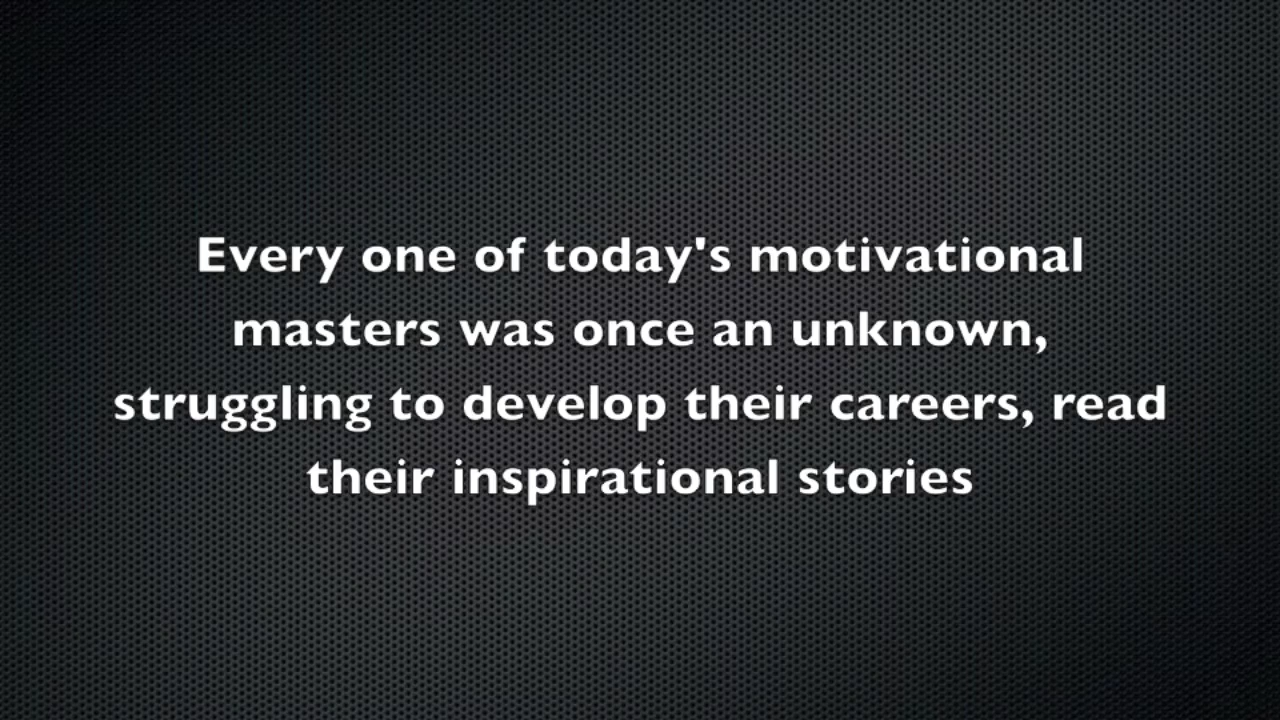 Every one of today's motivational
masters was once an unknown,
struggling to develop their careers, read
their inspirational stories